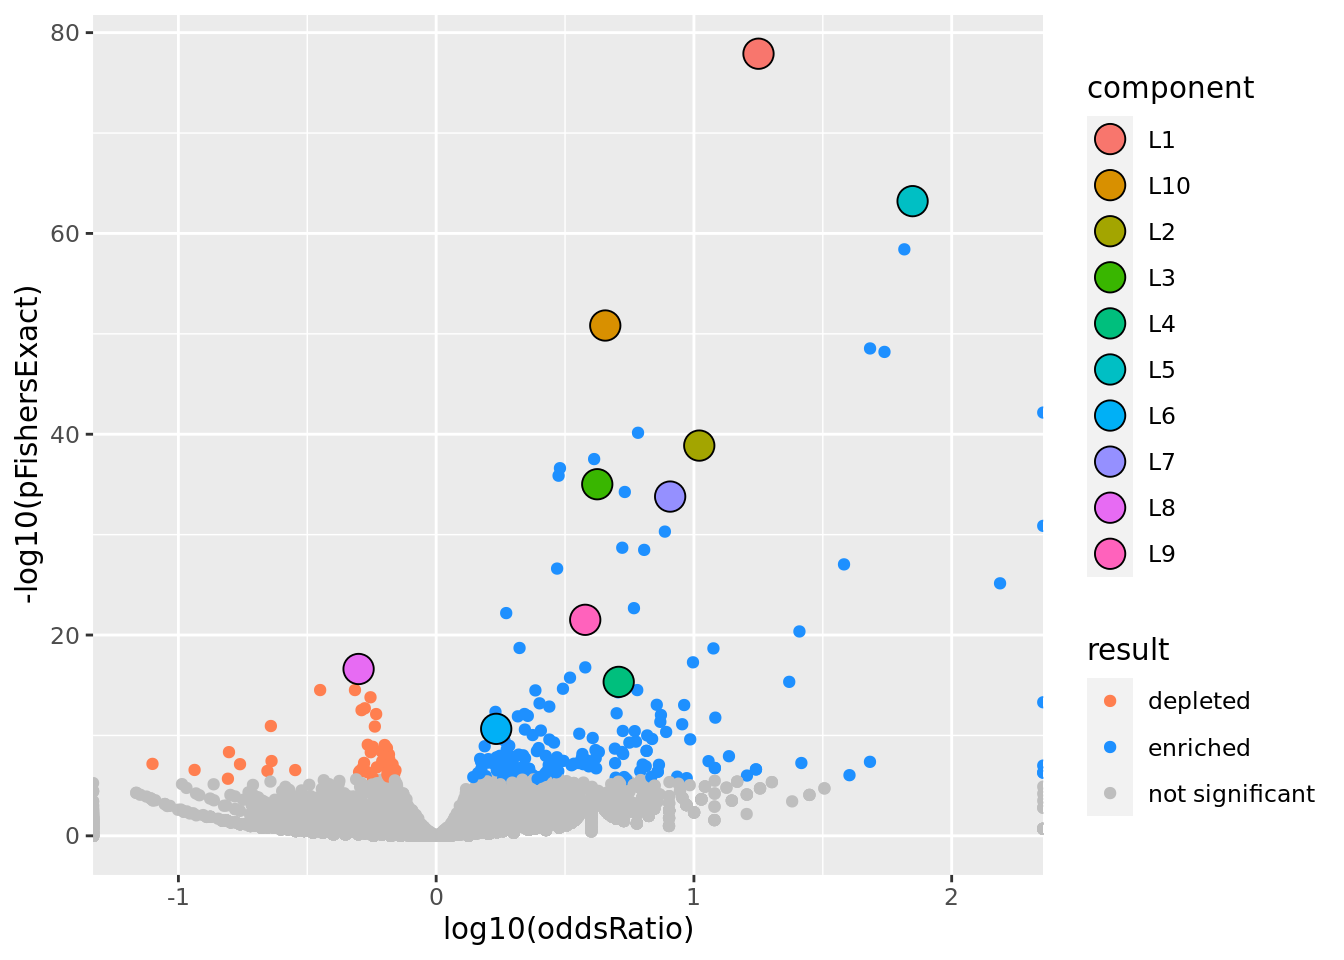 80
60
40
20
0
-log10(pFishersExact)
-1
0
1
2
log10(oddsRatio)
component
L1
L10
L2
L3
L4
L5
L6
L7
L8
L9
result
depleted
enriched
not significant